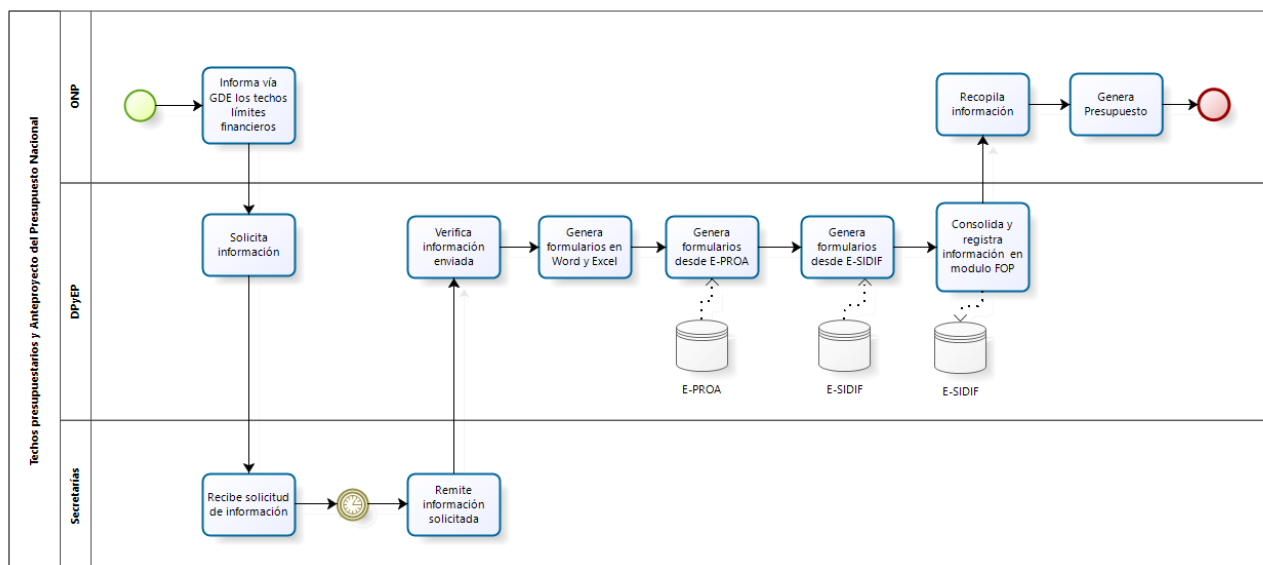 Techos presupuestarios y Anteproyecto del Presupuesto Nacional
ONP
Informa vía
GDE los techos
límites
financieros
Recopila
información
Genera
Presupuesto
DPyEP
Solicita
información
Verifica
información
enviada
Genera
formularios en
Word y Excel
Genera
formularios
desde E-PROA
Genera
formularios
desde E-SIDIF
Consolida y
registra
información en
modulo FOP
E-PROA
E-SIDIF
E-SIDIF
Secretarías
Recibe solicitud
de información
Remite
información
solicitada